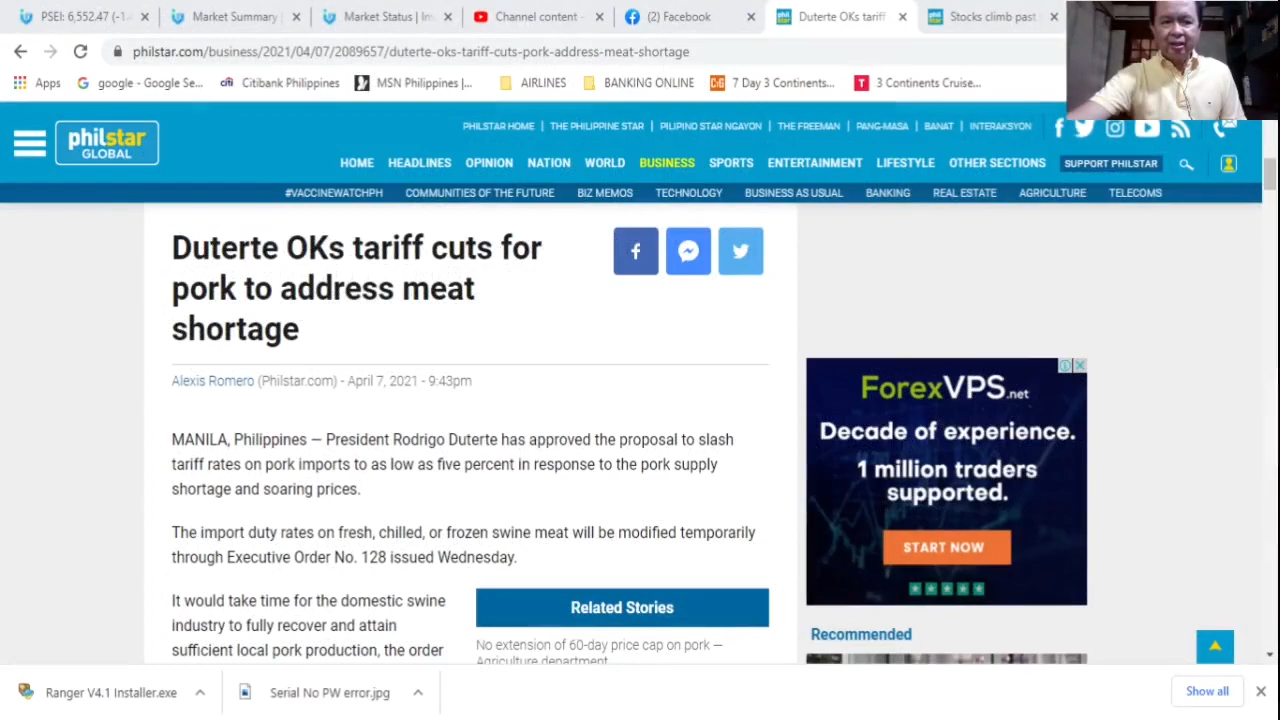 PSEI: 6,552.47 (-1.
Market Summary |
Market Status | In
Channel content -
(2) Facebook
Duterte OKs tariff
Stocks climb past
philstar.com/business/2021/04/07/2089657/duterte-oks-tariff-cuts-pork-address-meat-shortage
Apps
google - Google Se...
Citibank Philippines
MSN Philippines |...
AIRLINES
BANKING ONLINE
7 Day 3 Continents...
3 Continents Cruise...
philstar
GLOBAL
PHILSTAR HOME | THE PHILIPPINE STAR | PILIPINO STAR NGAYON | THE FREEMAN | PANG-MASA | BANAT | INTERAKSYON
HOME HEADLINES OPINION NATION WORLD BUSINESS SPORTS ENTERTAINMENT LIFESTYLE OTHER SECTIONS SUPPORT PHILSTAR
#VACCINEWATCHPH COMMUNITIES OF THE FUTURE BIZ MEMOS TECHNOLOGY BUSINESS AS USUAL BANKING REAL ESTATE AGRICULTURE TELECOMS
Duterte OKs tariff cuts for
pork to address meat
shortage
Alexis Romero (Philstar.com) - April 7, 2021 - 9:43pm
MANILA, Philippines — President Rodrigo Duterte has approved the proposal to slash
tariff rates on pork imports to as low as five percent in response to the pork supply
shortage and soaring prices.
The import duty rates on fresh, chilled, or frozen swine meat will be modified temporarily
through Executive Order No. 128 issued Wednesday.
It would take time for the domestic swine
industry to fully recover and attain
sufficient local pork production, the order
Related Stories
No extension of 60-day price cap on pork —
Agriculture department
ForexVPS.net
Decade of experience.
1 million traders
supported.
START NOW
Recommended
Ranger V4.1 Installer.exe
Serial No PW error.jpg
Show all